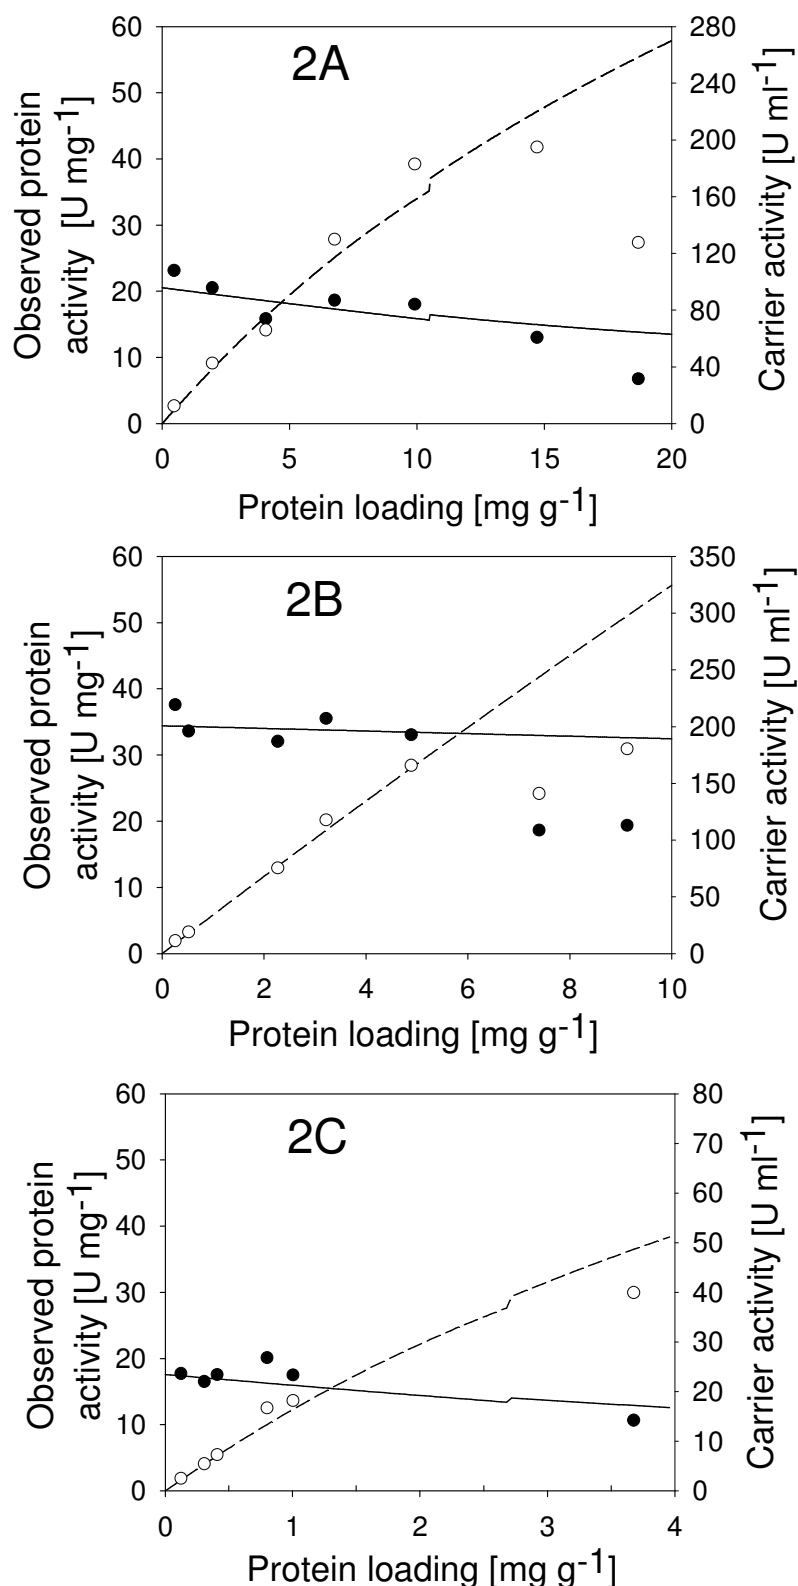 2A
Observed protein
activity [U mg-1]
60
50
40
30
20
10
0
280
240
200
160
120
80
40
0
Carrier activity [U ml-1]
0 5 10 15 20
Protein loading [mg g-1]
2B
Observed protein
activity [U mg-1]
60
50
40
30
20
10
0
350
300
250
200
150
100
50
0
Carrier activity [U ml-1]
0 2 4 6 8 10
Protein loading [mg g-1]
2C
Observed protein
activity [U mg-1]
60
50
40
30
20
10
0
80
70
60
50
40
30
20
10
0
Carrier activity [U ml-1]
0 1 2 3 4
Protein loading [mg g-1]